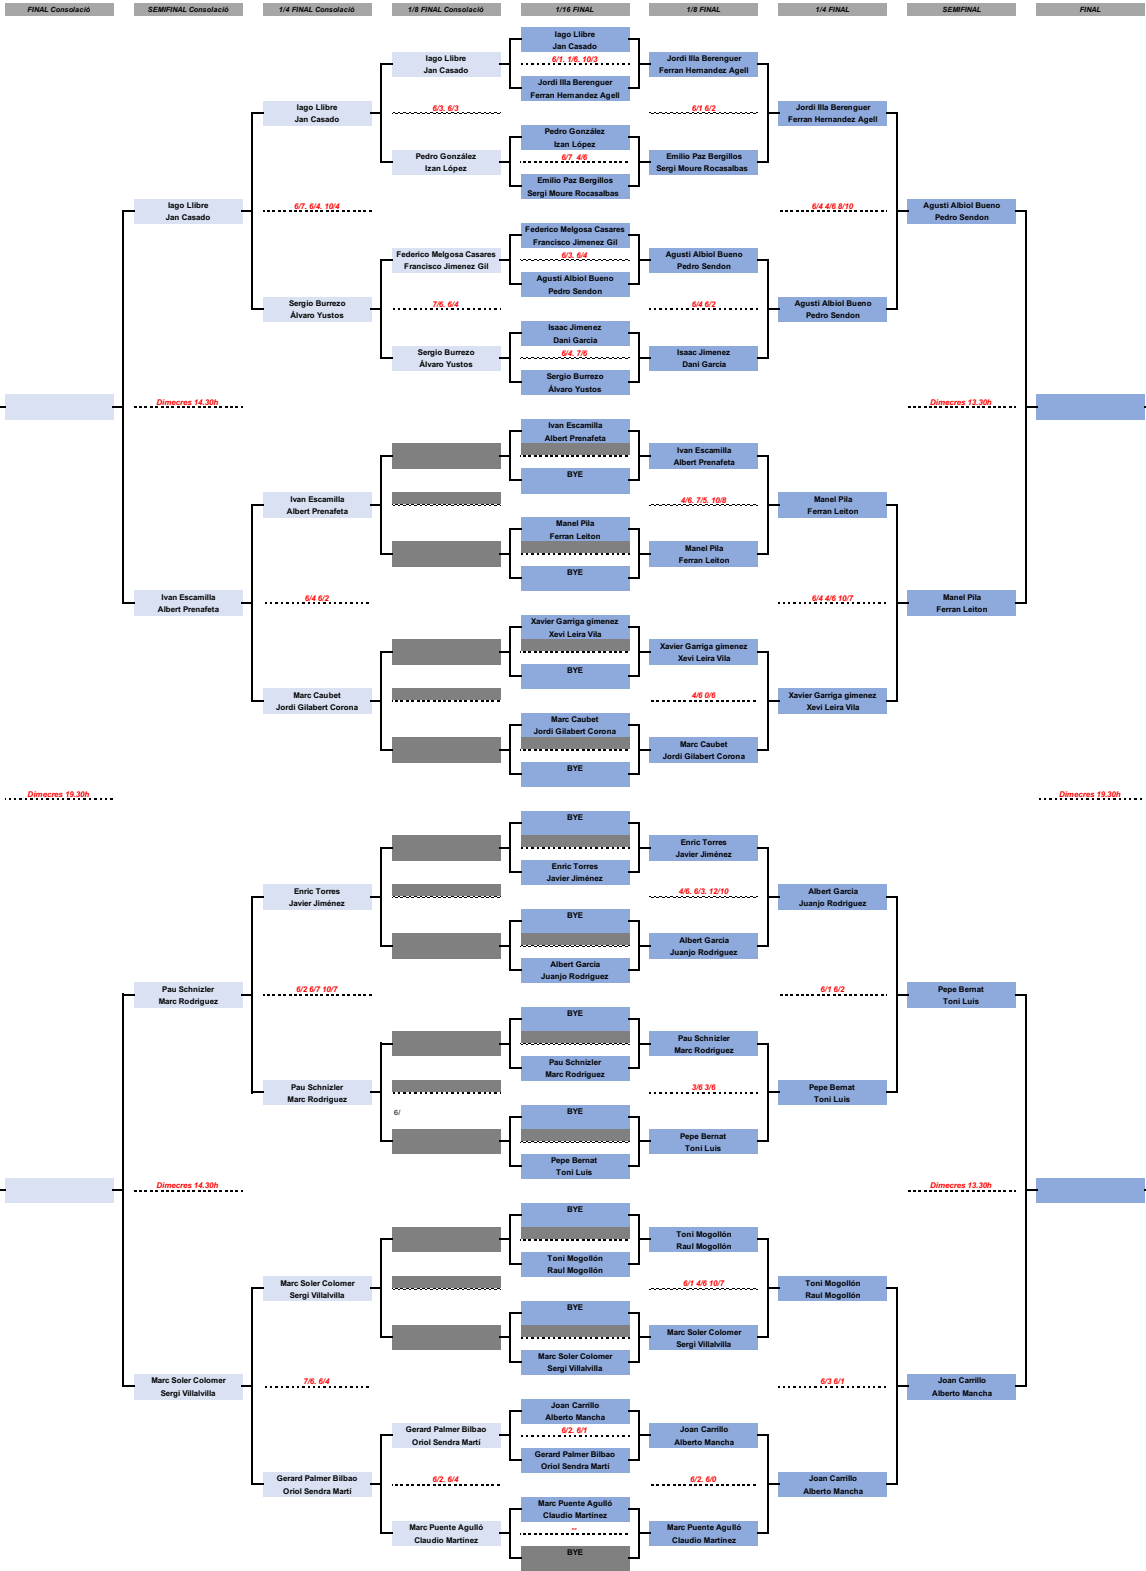 FINAL Consolació
SEMIFINAL Consolació
1/4 FINAL Consolació
1/8 FINAL Consolació
1/16 FINAL
1/8 FINAL
1/4 FINAL
SEMIFINAL
FINAL
Dimecres 19.30h
Iago Llibre
Jan Casado
Dimecres 14.30h
Ivan Escamilla
Albert Prenafeta
Pau Schnizler
Marc Rodriguez
Dimecres 14.30h
Marc Soler Colomer
Sergi Villalvilla
Iago Llibre
Jan Casado
6/7. 6/4. 10/4
Sergio Burrezo
Álvaro Yustos
Ivan Escamilla
Albert Prenafeta
6/4 6/2
Marc Caubet
Jordi Gilabert Corona
Enric Torres
Javier Jiménez
6/2 6/7 10/7
Pau Schnizler
Marc Rodriguez
Marc Soler Colomer
Sergi Villalvilla
7/6. 6/4
Gerard Palmer Bilbao
Oriol Sendra Martí
Iago Llibre
Jan Casado
6/3. 6/3
Pedro González
Izan López
Federico Melgosa Casares
Francisco Jimenez Gil
7/6. 6/4
Sergio Burrezo
Álvaro Yustos
6/
Gerard Palmer Bilbao
Oriol Sendra Martí
6/2. 6/4
Marc Puente Agulló
Claudio Martínez
Iago Llibre
Jan Casado
6/1. 1/6. 10/3
Jordi Illa Berenguer
Ferran Hernandez Agell
Pedro González
Izan López
6/7 4/6
Emilio Paz Bergillos
Sergi Moure Rocasalbas
Federico Melgosa Casares
Francisco Jimenez Gil
6/3. 6/4
Agusti Albiol Bueno
Pedro Sendon
Isaac Jimenez
Dani Garcia
6/4. 7/6
Sergio Burrezo
Álvaro Yustos
Ivan Escamilla
Albert Prenafeta
BYE
Manel Pila
Ferran Leiton
BYE
Xavier Garriga gimenez
Xevi Leira Vila
BYE
Marc Caubet
Jordi Gilabert Corona
BYE
BYE
Enric Torres
Javier Jiménez
BYE
Albert Garcia
Juanjo Rodriguez
BYE
Pau Schnizler
Marc Rodriguez
BYE
Pepe Bernat
Toni Luis
BYE
Toni Mogollón
Raul Mogollón
BYE
Marc Soler Colomer
Sergi Villalvilla
Joan Carrillo
Alberto Mancha
6/2. 6/1
Gerard Palmer Bilbao
Oriol Sendra Martí
Marc Puente Agulló
Claudio Martínez
--
BYE
Jordi Illa Berenguer
Ferran Hernandez Agell
6/1 6/2
Emilio Paz Bergillos
Sergi Moure Rocasalbas
Agusti Albiol Bueno
Pedro Sendon
6/4 6/2
Isaac Jimenez
Dani Garcia
Ivan Escamilla
Albert Prenafeta
4/6. 7/5. 10/8
Manel Pila
Ferran Leiton
Xavier Garriga gimenez
Xevi Leira Vila
4/6 0/6
Marc Caubet
Jordi Gilabert Corona
Enric Torres
Javier Jiménez
4/6. 6/3. 12/10
Albert Garcia
Juanjo Rodriguez
Pau Schnizler
Marc Rodriguez
3/6 3/6
Pepe Bernat
Toni Luis
Toni Mogollón
Raul Mogollón
6/1 4/6 10/7
Marc Soler Colomer
Sergi Villalvilla
Joan Carrillo
Alberto Mancha
6/2. 6/0
Marc Puente Agulló
Claudio Martínez
Jordi Illa Berenguer
Ferran Hernandez Agell
6/4 4/6 8/10
Agusti Albiol Bueno
Pedro Sendon
Manel Pila
Ferran Leiton
6/4 4/6 10/7
Xavier Garriga gimenez
Xevi Leira Vila
Albert Garcia
Juanjo Rodriguez
6/1 6/2
Pepe Bernat
Toni Luis
Toni Mogollón
Raul Mogollón
6/3 6/1
Joan Carrillo
Alberto Mancha
Agusti Albiol Bueno
Pedro Sendon
Dimecres 13.30h
Manel Pila
Ferran Leiton
Pepe Bernat
Toni Luis
Dimecres 13.30h
Joan Carrillo
Alberto Mancha
Dimecres 19.30h